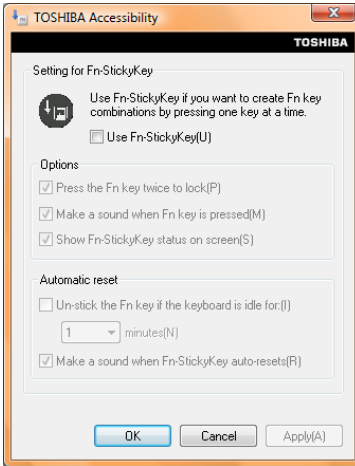 TOSHIBA Accessibility
TOSHIBA
Setting for Fn-StickyKey
Use Fn-StickyKey if you want to create Fn key
combinations by pressing one key at a time.
Use Fn-StickyKey(U)
Options
Press the Fn key twice to lock(P)
Make a sound when Fn key is pressed(M)
Show Fn-StickyKey status on screen(S)
Automatic reset
Un-stick the Fn key if the keyboard is idle for:(I)
1 minutes(N)
Make a sound when Fn-StickyKey auto-resets(R)
OK Cancel Apply(A)